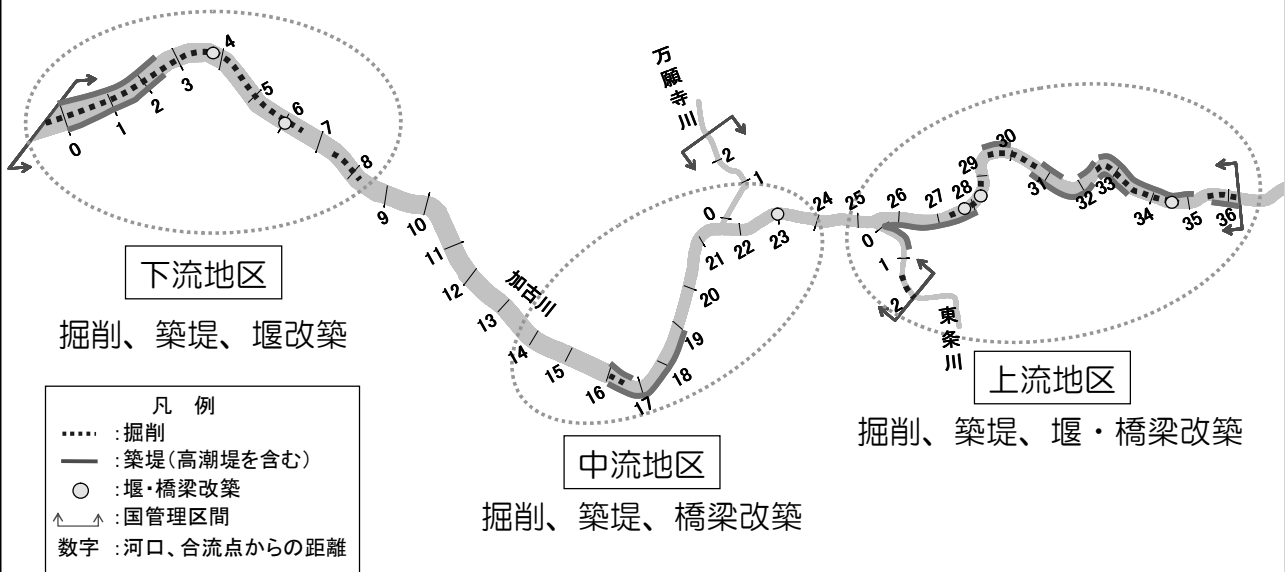 万願寺川
加古川
東条川
0
1
2
3
4
5
6
7
8
9
10
11
12
13
14
15
16
17
18
19
20
21
22
23
24
25
26
27
28
29
30
31
32
33
34
35
36
0
1
2
0
1
2
下流地区
掘削、築堤、堰改築
中流地区
掘削、築堤、橋梁改築
上流地区
掘削、築堤、堰・橋梁改築
凡 例
:掘削
:築堤(高潮堤を含む)
:堰・橋梁改築
:国管理区間
数字 :河口、合流点からの距離